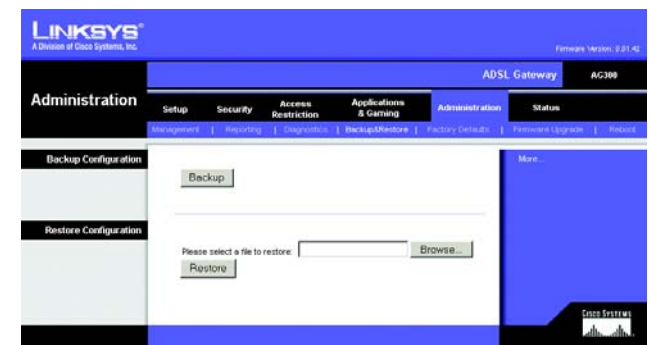 LINKSYS®
A Division of Cisco Systems, Inc.
Firmware Version: 0.01.42
ADSL Gateway AG300
Administration
Setup Security Access Restriction Applications & Gaming Administration Status
Management | Reporting | Diagnostics | Backup&Restore | Factory Defaults | Firmware Upgrade | Reboot
Backup Configuration
More...
Backup
Restore Configuration
Please select a file to restore: Browse...
Restore
CISCO SYSTEMS